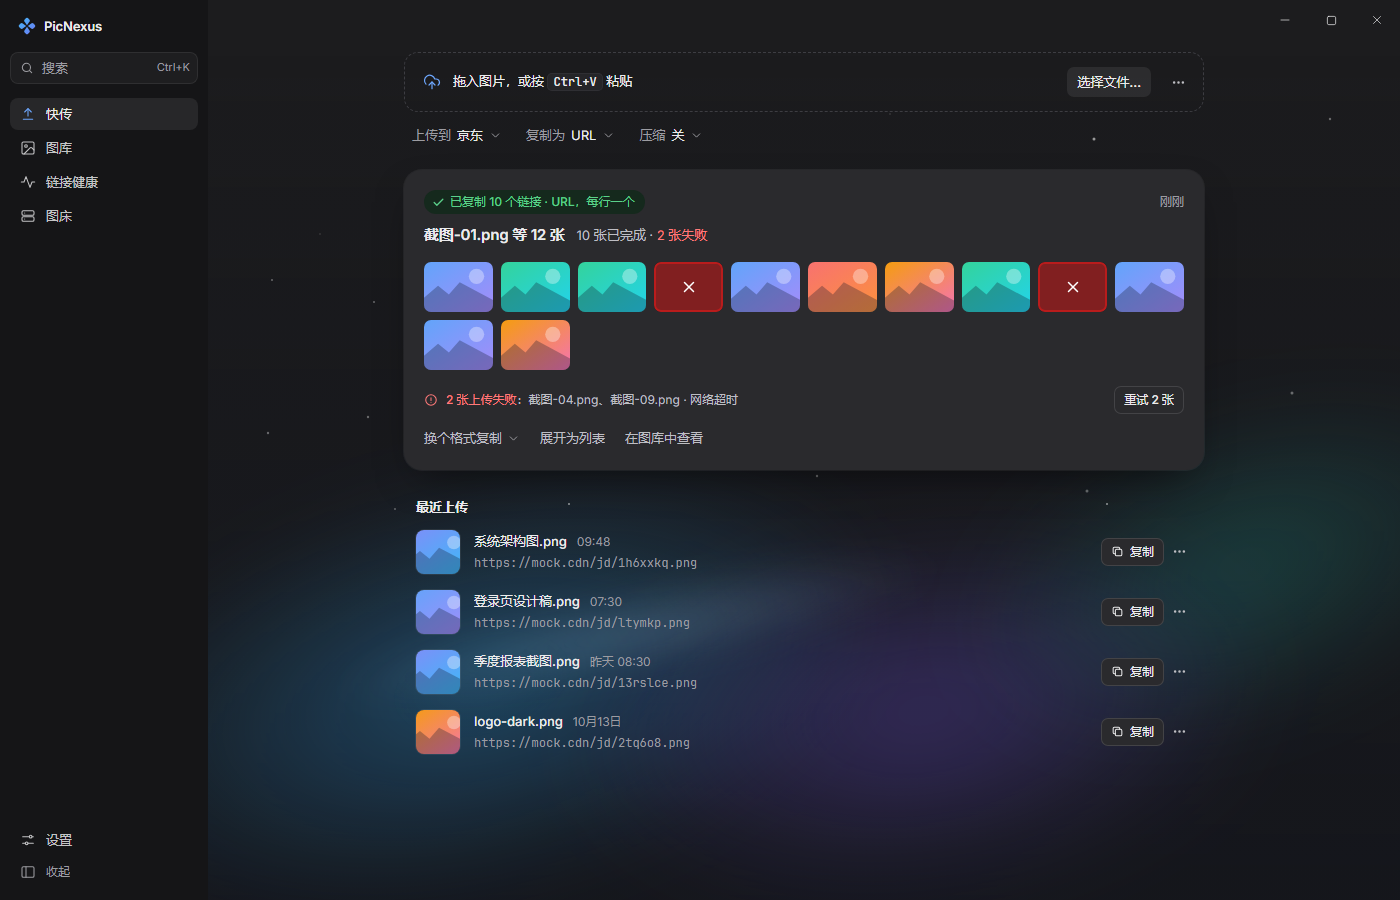 PicNexus
搜索 Ctrl+K
快传
图库
链接健康
图床
设置
收起
拖入图片，或按 Ctrl+V 粘贴
选择文件...
上传到 京东 复制为 URL 压缩 关
已复制 10 个链接 · URL，每行一个
刚刚
截图-01.png 等 12 张 10 张已完成 · 2 张失败
2 张上传失败：截图-04.png、截图-09.png · 网络超时
重试 2 张
换个格式复制 展开为列表 在图库中查看
最近上传
系统架构图.png 09:48
https://mock.cdn/jd/1h6xxkq.png
复制
登录页设计稿.png 07:30
https://mock.cdn/jd/ltymkp.png
复制
季度报表截图.png 昨天 08:30
https://mock.cdn/jd/13rslce.png
复制
logo-dark.png 10月13日
https://mock.cdn/jd/2tq6o8.png
复制